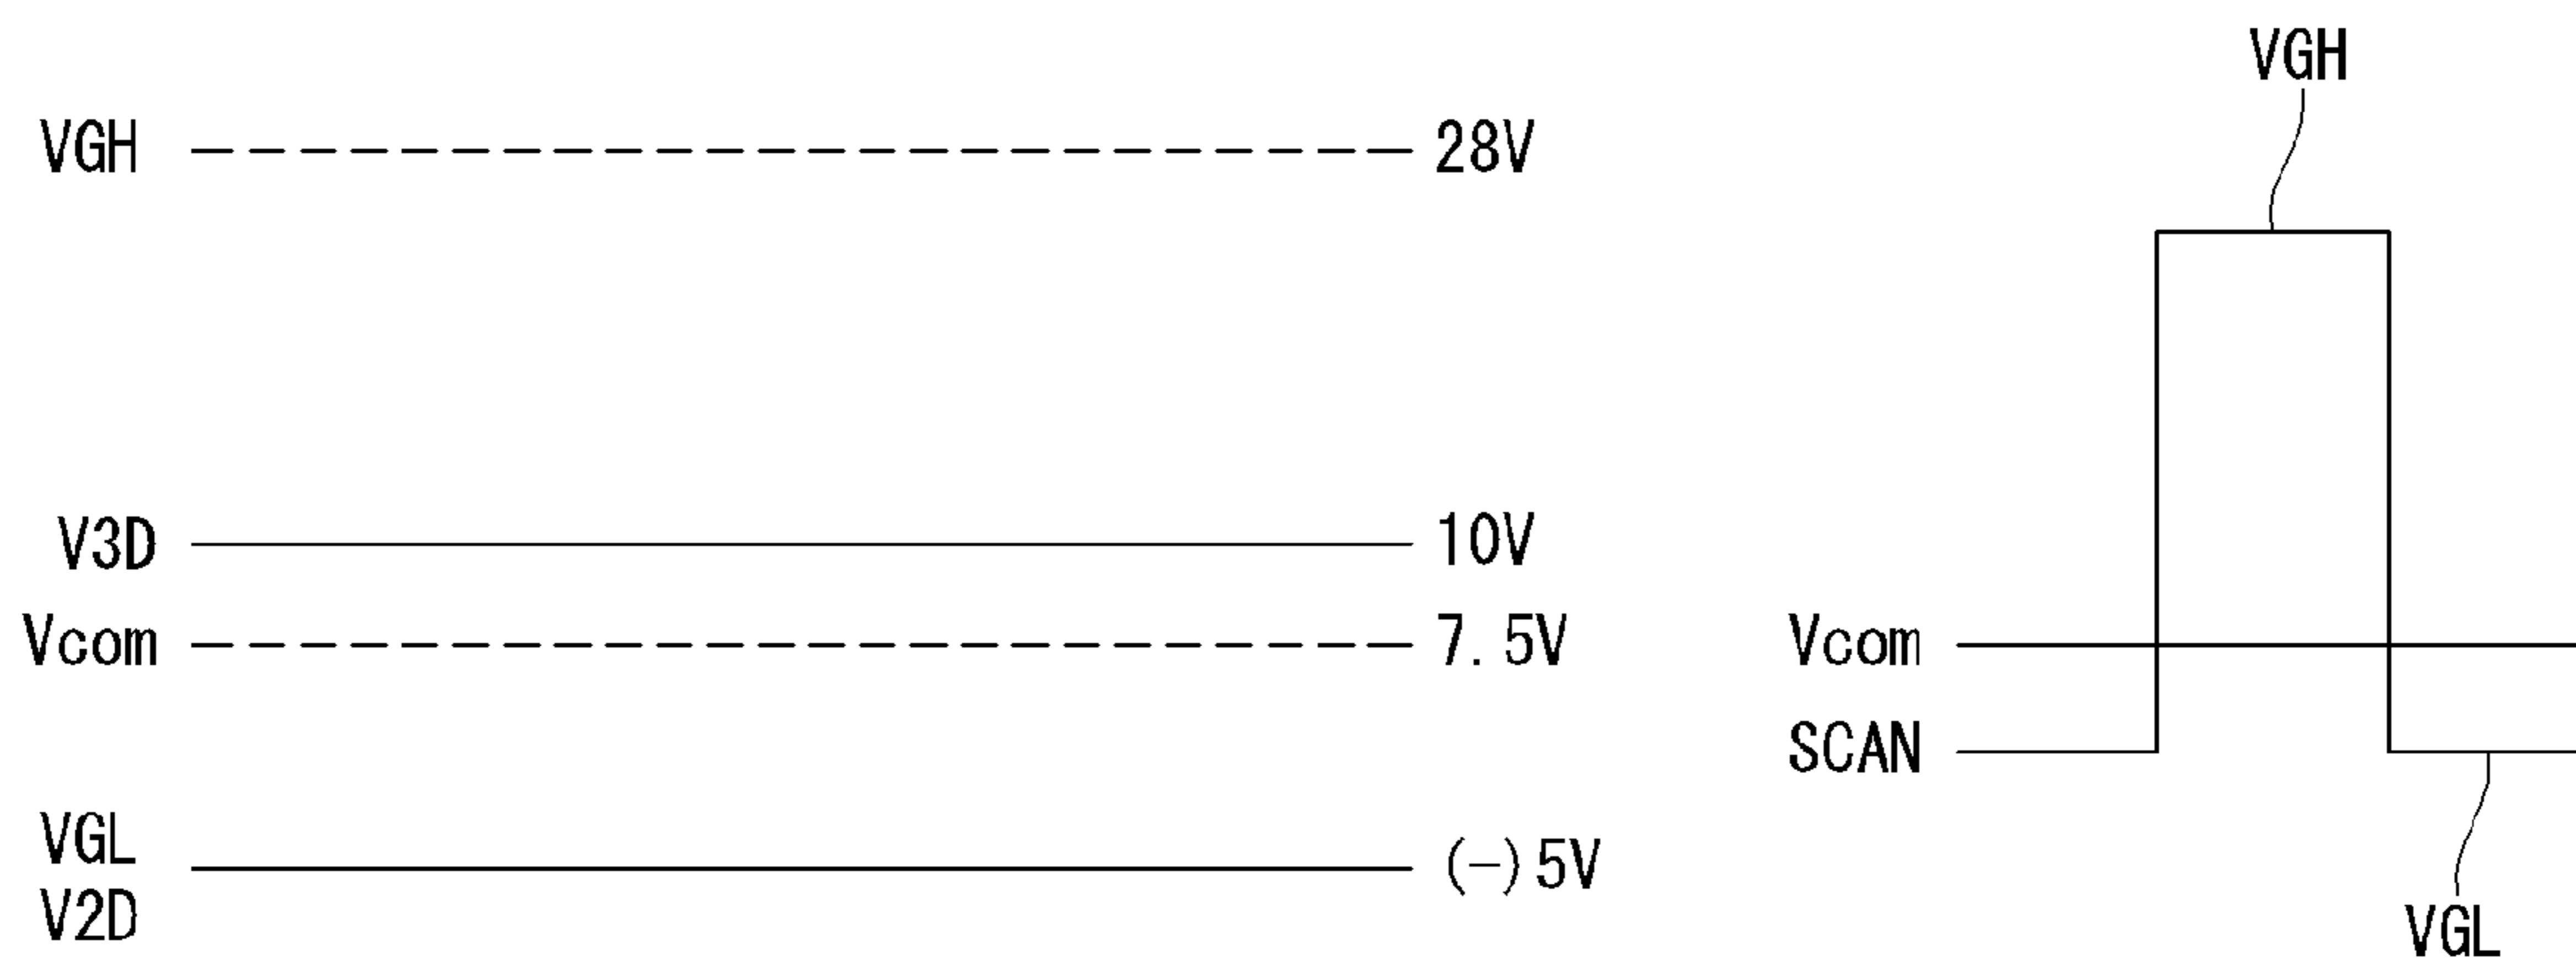 VGH 28V
V3D 10V
Vcom 7.5V
VGL
(-)5V
V2D
VGH
Vcom
SCAN
VGL